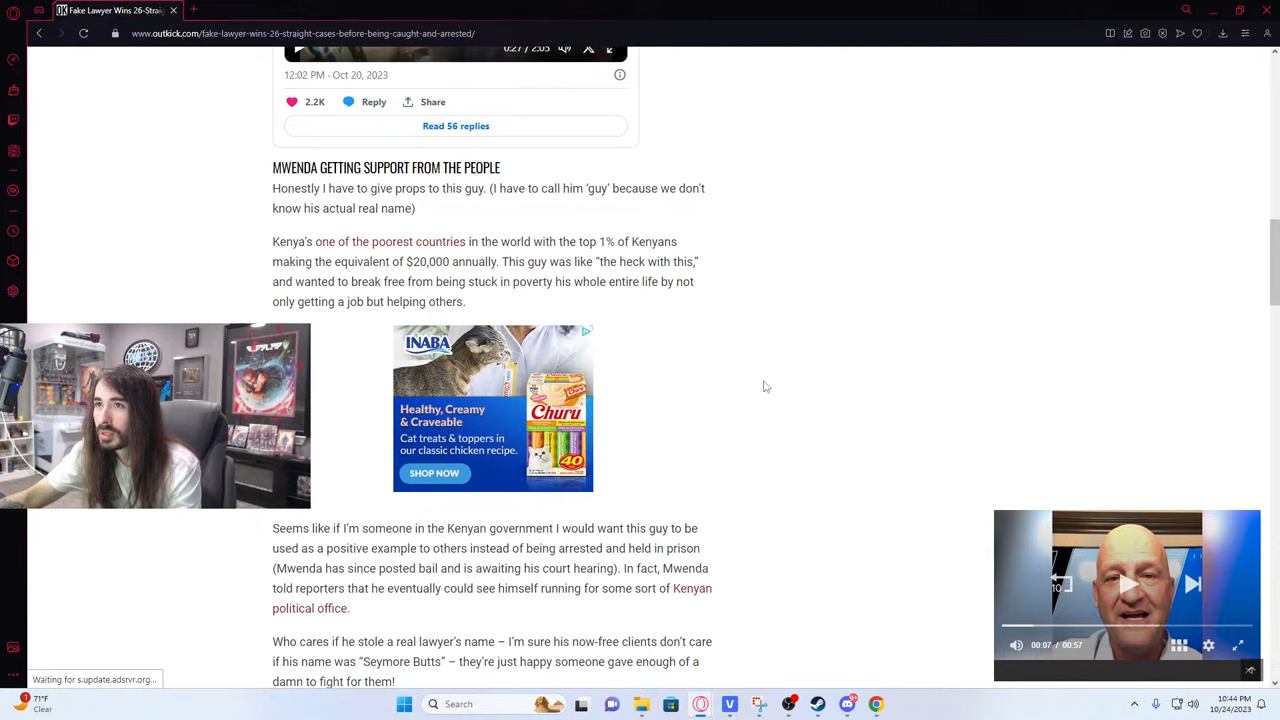 Fake Lawyer Wins 26-Straig
www.outkick.com/fake-lawyer-wins-26-straight-cases-before-being-caught-and-arrested/
0:27 / 2:05
12:02 PM · Oct 20, 2023
2.2K Reply Share
Read 56 replies
MWENDA GETTING SUPPORT FROM THE PEOPLE
Honestly I have to give props to this guy. (I have to call him ‘guy’ because we don’t
know his actual real name)
Kenya’s one of the poorest countries in the world with the top 1% of Kenyans
making the equivalent of $20,000 annually. This guy was like “the heck with this,”
and wanted to break free from being stuck in poverty his whole entire life by not
only getting a job but helping others.
INABA
Healthy, Creamy
& Craveable
Cat treats & toppers in
our classic chicken recipe.
SHOP NOW
Churu
40
Seems like if I’m someone in the Kenyan government I would want this guy to be
used as a positive example to others instead of being arrested and held in prison
(Mwenda has since posted bail and is awaiting his court hearing). In fact, Mwenda
told reporters that he eventually could see himself running for some sort of Kenyan
political office.
Who cares if he stole a real lawyer’s name – I’m sure his now-free clients don’t care
if his name was “Seymore Butts” – they’re just happy someone gave enough of a
damn to fight for them!
10
00:07 / 00:57
Waiting for s.update.adsrvr.org...
1
71°F
Clear
Search
9+
10:44 PM
10/24/2023